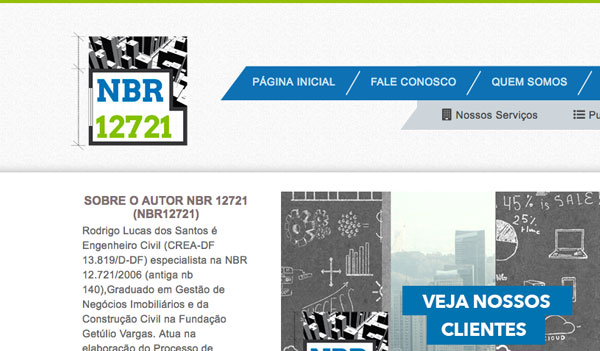 NBR
12721
PÁGINA INICIAL
FALE CONOSCO
QUEM SOMOS
Nossos Serviços
SOBRE O AUTOR NBR 12721
(NBR12721)
Rodrigo Lucas dos Santos é
Engenheiro Civil (CREA-DF
13.819/D-DF) especialista na NBR
12.721/2006 (antiga nb
140),Graduado em Gestão de
Negócios Imobiliários e da
Construção Civil na Fundação
Getúlio Vargas. Atua na
elaboração do Processo de
45% is SALE
25%
VEJA NOSSOS
CLIENTES
NBR